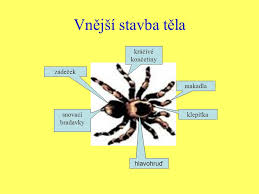 Vnější stavba těla
kráčivé
končetiny
zadeček
makadla
snovací
bradavky
klepítka
hlavohruď